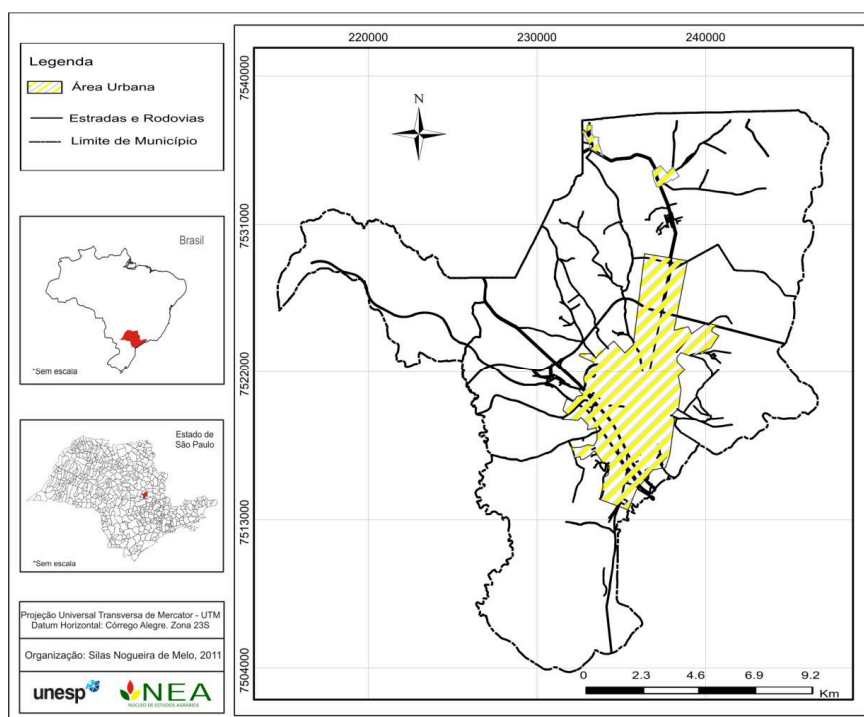 Legenda
Área Urbana
Estradas e Rodovias
Limite de Município
Brasil
*Sem escala
Estado de
São Paulo
*Sem escala
Projeção Universal Transversa de Mercator - UTM
Datum Horizontal: Córrego Alegre. Zona 23S
Organização: Silas Nogueira de Melo, 2011
unesp
NEA
NÚCLEO DE ESTUDOS AGRÁRIOS
220000 230000 240000
7540000
7531000
7522000
7513000
7504000
N
0 2.3 4.6 6.9 9.2
Km